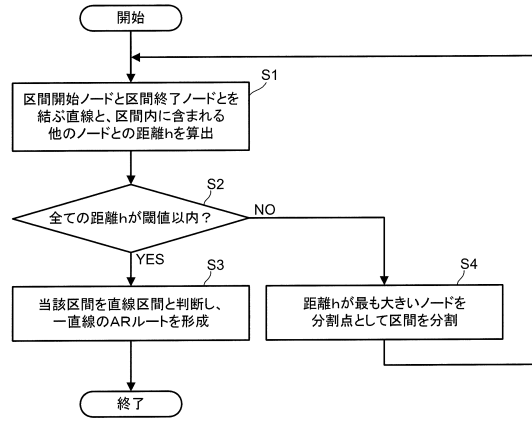 開始
S1
区間開始ノードと区間終了ノードとを
結ぶ直線と、区間内に含まれる
他のノードとの距離hを算出
S2
全ての距離hが閾値以内?
NO
YES
S3
当該区間を直線区間と判断し、
一直線のARルートを形成
S4
距離hが最も大きいノードを
分割点として区間を分割
終了